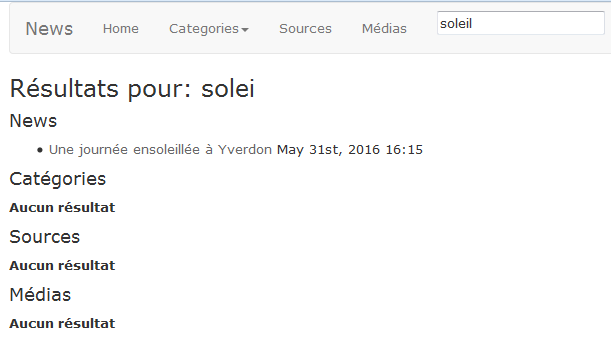 News Home Categories Sources Médias soleil
Résultats pour: solei
News
Une journée ensoleillée à Yverdon May 31st, 2016 16:15
Catégories
Aucun résultat
Sources
Aucun résultat
Médias
Aucun résultat